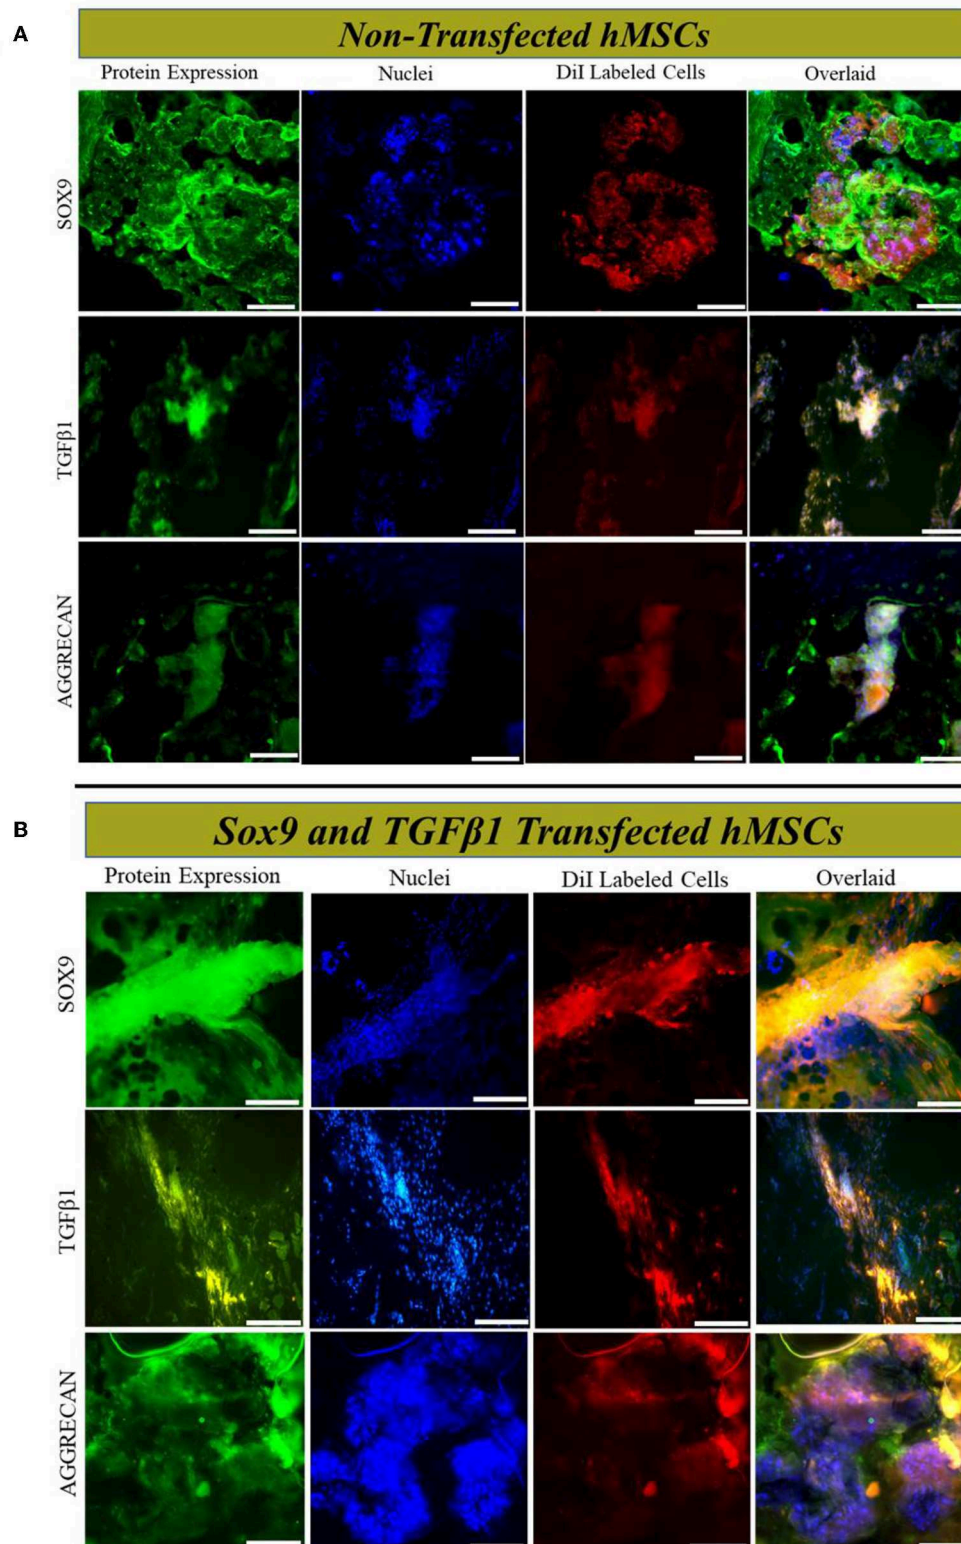 A
Non-Transfected hMSCs
Protein Expression Nuclei DiI Labeled Cells Overlaid
SOX9
TGFβ1
AGGRECAN
B
Sox9 and TGFβ1 Transfected hMSCs
Protein Expression Nuclei DiI Labeled Cells Overlaid
SOX9
TGFβ1
AGGRECAN